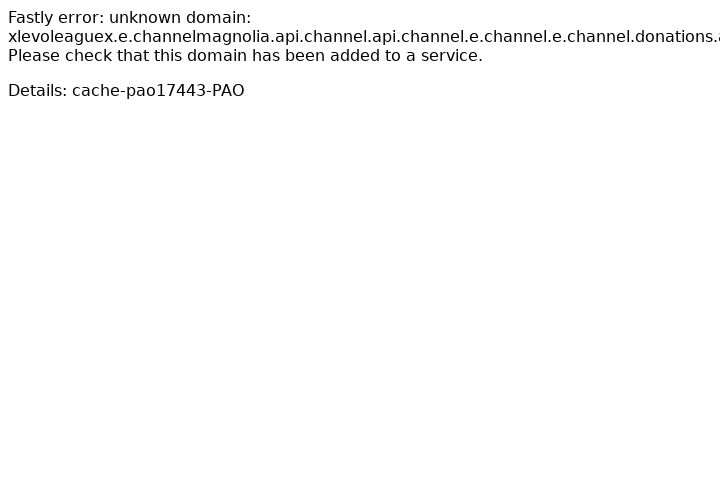 Fastly error: unknown domain:
xlevoleaguex.e.channelmagnolia.api.channel.api.channel.e.channel.e.channel.donations.
Please check that this domain has been added to a service.
Details: cache-pao17443-PAO